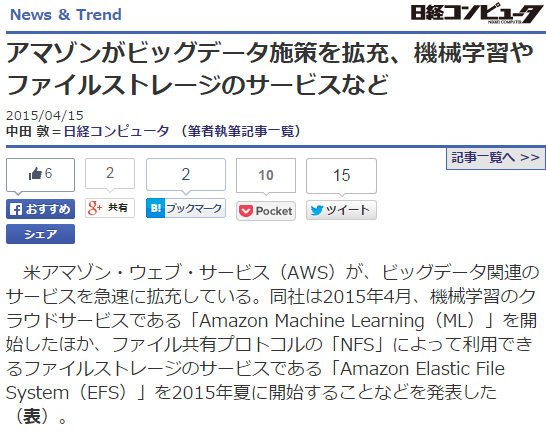 News & Trend
日経コンピュータ
NIKKEI COMPUTER
アマゾンがビッグデータ施策を拡充、機械学習や
ファイルストレージのサービスなど
2015/04/15
中田 敦＝日経コンピュータ （筆者執筆記事一覧）
記事一覧へ >>
6 2 2 10 15
おすすめ 共有 B! ブックマーク Pocket ツイート
シェア
米アマゾン・ウェブ・サービス（AWS）が、ビッグデータ関連の
サービスを急速に拡充している。同社は2015年4月、機械学習のク
ラウドサービスである「Amazon Machine Learning（ML）」を開
始したほか、ファイル共有プロトコルの「NFS」によって利用でき
るファイルストレージのサービスである「Amazon Elastic File
System（EFS）」を2015年夏に開始することなどを発表した
（表）。